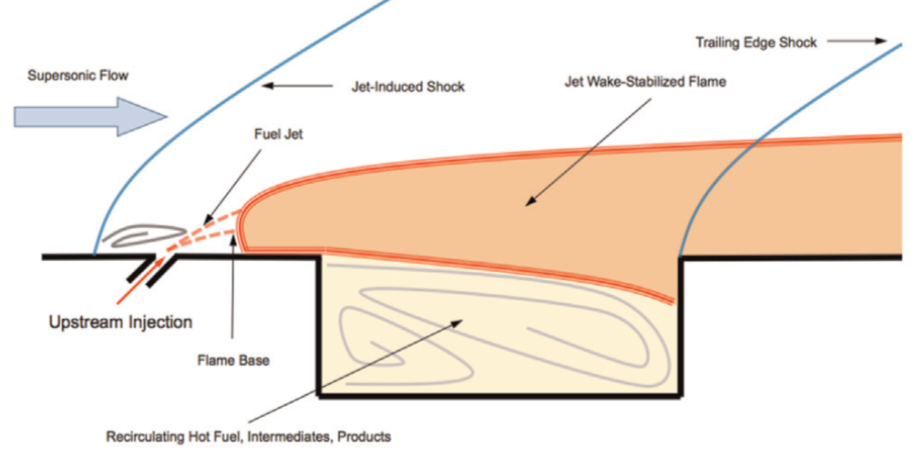 Trailing Edge Shock
Supersonic Flow
Jet-Induced Shock
Jet Wake-Stabilized Flame
Fuel Jet
Upstream Injection
Flame Base
Recirculating Hot Fuel, Intermediates, Products